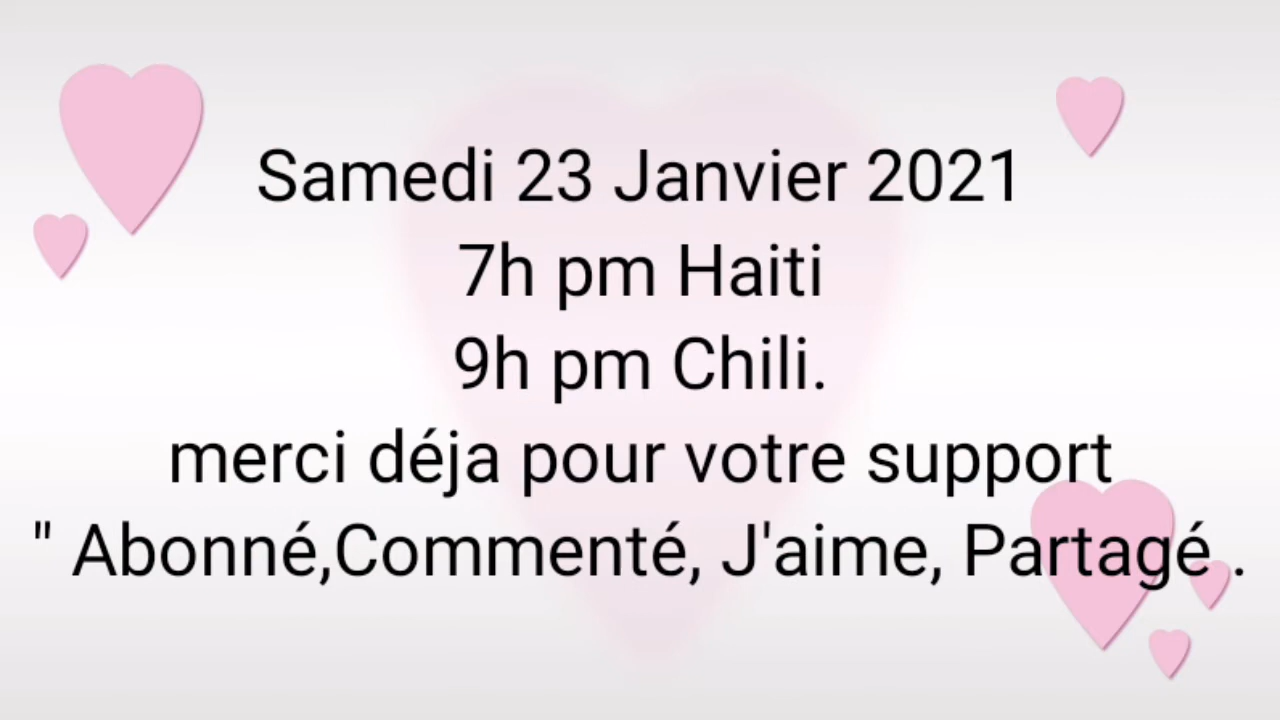 Samedi 23 Janvier 2021
7h pm Haiti
9h pm Chili.
merci déja pour votre support
" Abonné,Commenté, J'aime, Partagé .